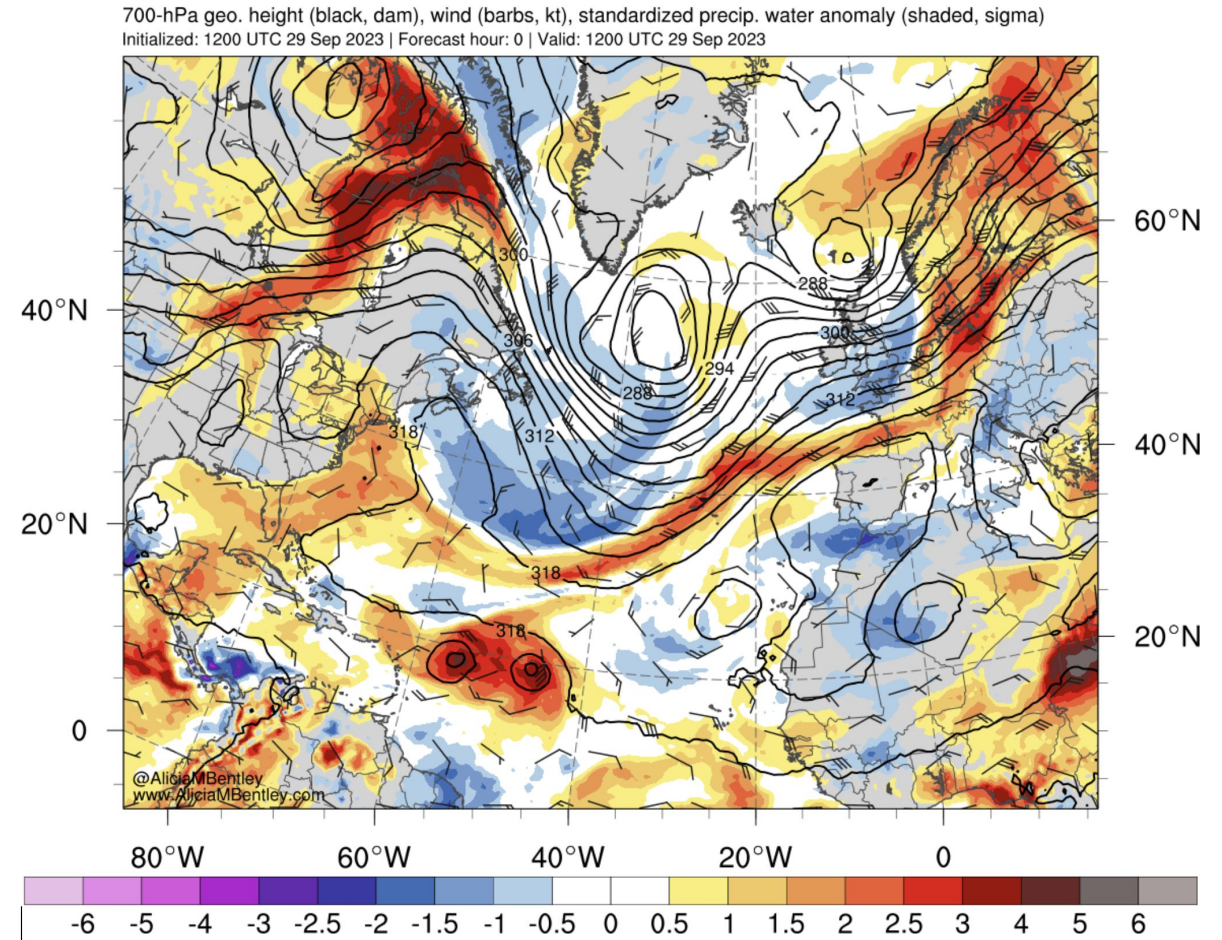 700-hPa geo. height (black, dam), wind (barbs, kt), standardized precip. water anomaly (shaded, sigma)
Initialized: 1200 UTC 29 Sep 2023 | Forecast hour: 0 | Valid: 1200 UTC 29 Sep 2023
60°N
300
288
40°N
306
300
294
288
312
318
312
40°N
20°N
318
318
20°N
0
@AliciaMBentley
www.AliciaMBentley.com
80°W 60°W 40°W 20°W 0
-6 -5 -4 -3 -2.5 -2 -1.5 -1 -0.5 0 0.5 1 1.5 2 2.5 3 4 5 6